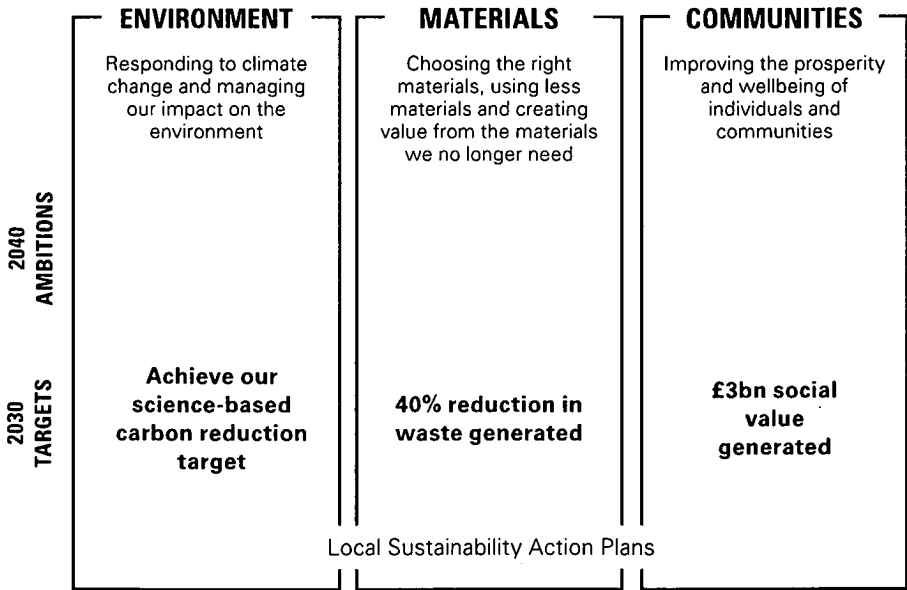 ENVIRONMENT
Responding to climate
change and managing
our impact on the
environment
MATERIALS
Choosing the right
materials, using less
materials and creating
value from the materials
we no longer need
COMMUNITIES
Improving the prosperity
and wellbeing of
individuals and
communities
2040
AMBITIONS
2030
TARGETS
Achieve our
science-based
carbon reduction
target
40% reduction in
waste generated
£3bn social
value
generated
Local Sustainability Action Plans